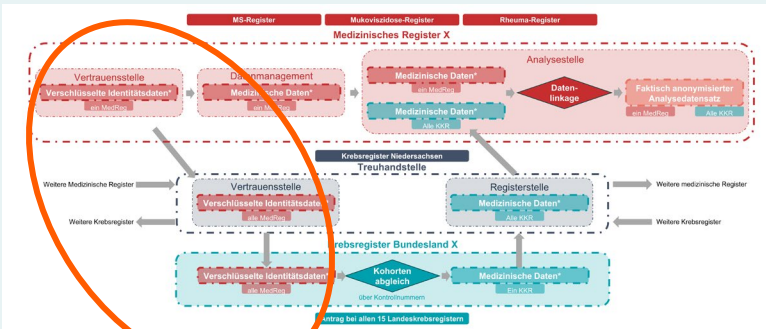 MS-Register Mukoviszidose-Register Rheuma-Register
Medizinisches Register X
Vertrauensstelle
Verschlüsselte Identitätsdaten*
ein MedReg
Datenmanagement
Medizinische Daten*
ein MedReg
Analysestelle
Medizinische Daten*
ein MedReg
Medizinische Daten*
Alle KKR
Daten-
linkage
Faktisch anonymisierter
Analysedatensatz
ein MedReg Alle KKR
Krebsregister Niedersachsen
Treuhandstelle
Weitere Medizinische Register
Weitere Krebsregister
Vertrauensstelle
Verschlüsselte Identitätsdaten*
alle MedReg
Registerstelle
Medizinische Daten*
Alle KKR
Weitere medizinische Register
Weitere Krebsregister
Krebsregister Bundesland X
Verschlüsselte Identitätsdaten*
alle MedReg
Kohorten
abgleich
über Kontrollnummern
Medizinische Daten*
Ein KKR
Antrag bei allen 15 Landeskrebsregistern